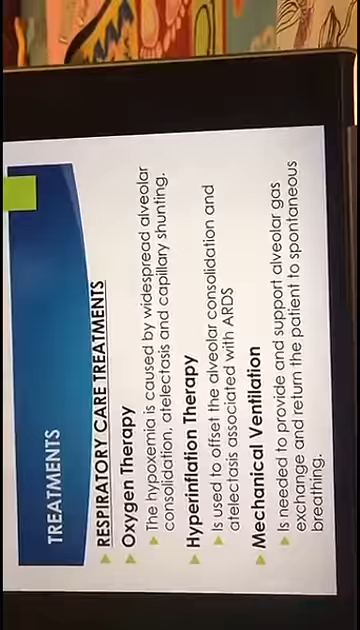 TREATMENTS
RESPIRATORY CARE TREATMENTS
Oxygen Therapy
The hypoxemia is caused by widespread alveolar
consolidation, atelectasis and capillary shunting.
Hyperinflation Therapy
Is used to offset the alveolar consolidation and
atelectasis associated with ARDS
Mechanical Ventilation
Is needed to provide and support alveolar gas
exchange and return the patient to spontaneous
breathing.